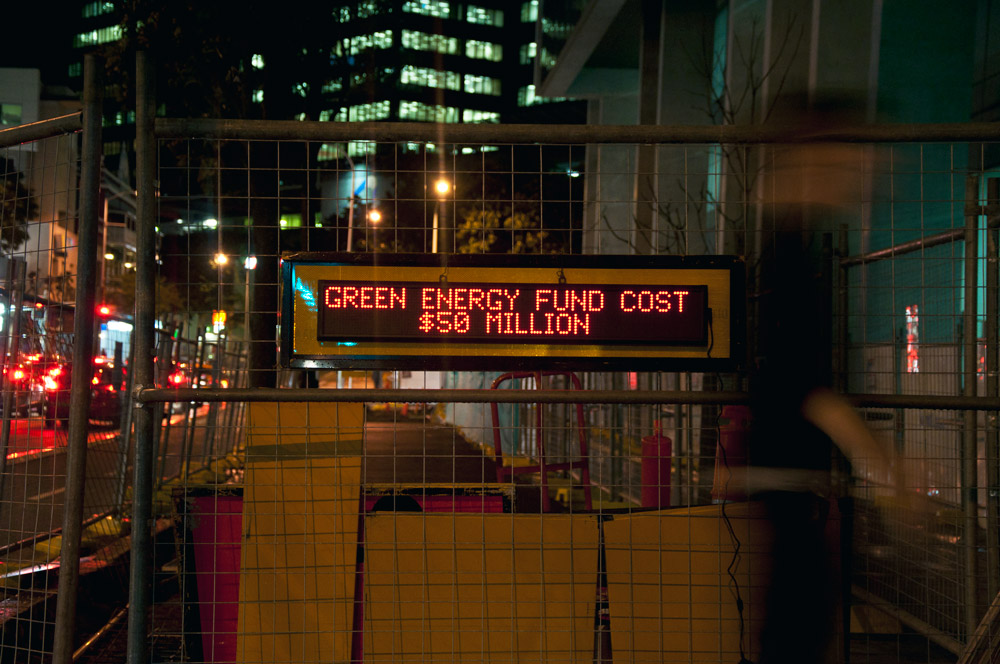 GREEN ENERGY FUND COST
$50 MILLION